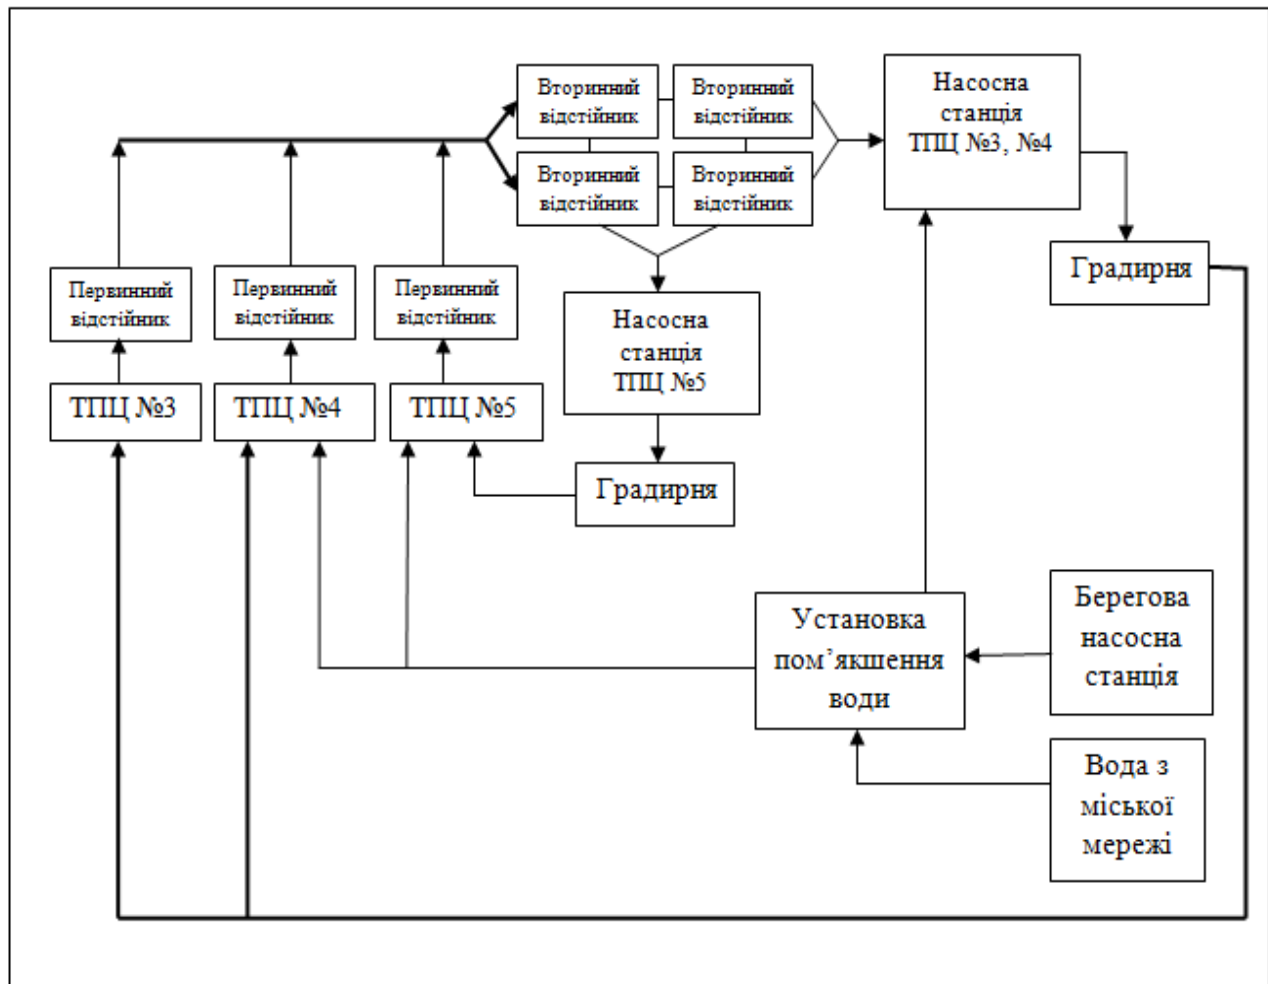 Вторинний
відстійник
Вторинний
відстійник
Насосна
станція
ТПЦ №3, №4
Вторинний
відстійник
Вторинний
відстійник
Градирня
Первинний
відстійник
Первинний
відстійник
Первинний
відстійник
Насосна
станція
ТПЦ №5
ТПЦ №3
ТПЦ №4
ТПЦ №5
Градирня
Установка
пом’якшення
води
Берегова
насосна
станція
Вода з
міської
мережі